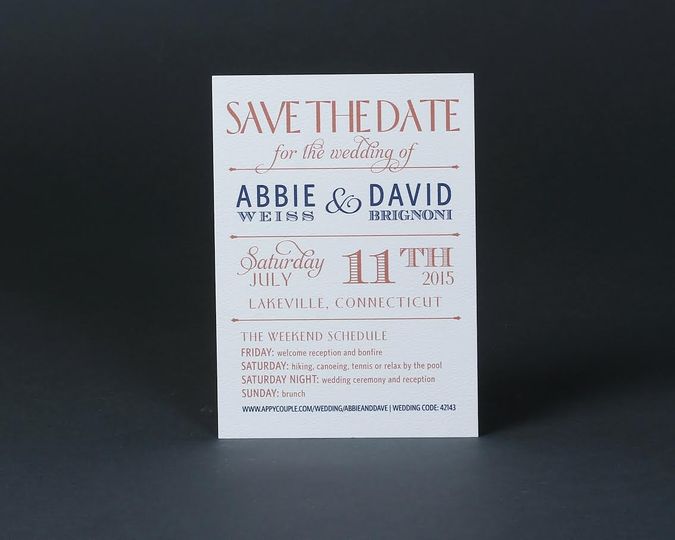 SAVE THE DATE
for the wedding of
ABBIE & DAVID
WEISS BRIGNONI
Saturday 11TH
JULY 2015
LAKEVILLE, CONNECTICUT
THE WEEKEND SCHEDULE
FRIDAY: welcome reception and bonfire
SATURDAY: hiking, canoeing, tennis or relax by the pool
SATURDAY NIGHT: wedding ceremony and reception
SUNDAY: brunch
WWW.APPYCOUPLE.COM/WEDDING/ABBIEANDDAVE | WEDDING CODE: 42143